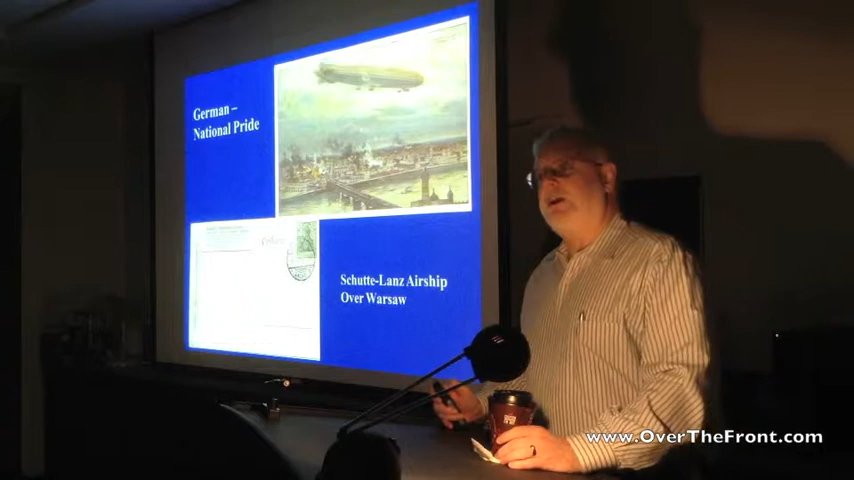 German –
National Pride
Schutte-Lanz Airship
Over Warsaw
www.OverTheFront.com